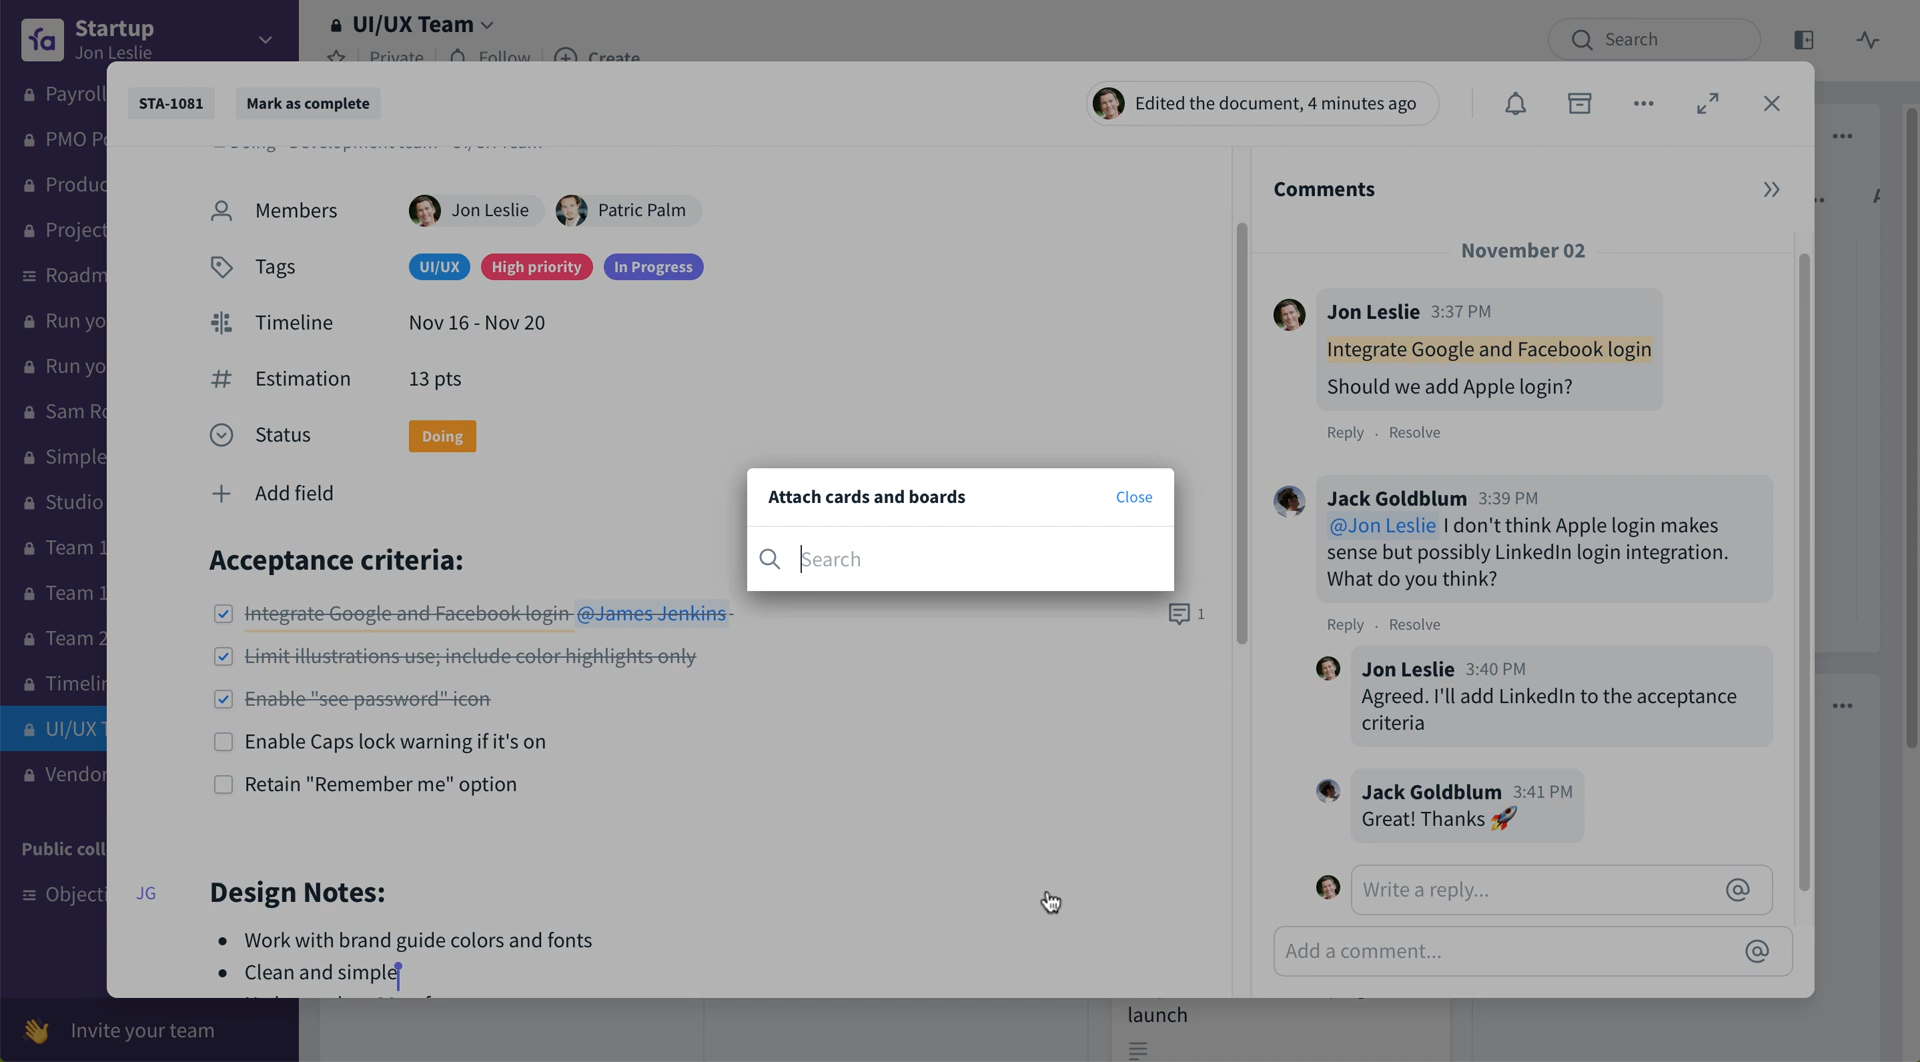 Startup
Jon Leslie
UI/UX Team
Private
Follow
Create
Search
Payroll
PMO
Produc
Project
Roadm
Run yo
Run yo
Sam
Simple
Studio
Team 1
Team 1
Team 2
Timelin
UI/UX
Vendor
Public coll
Objecti
Invite your team
STA-1081
Mark as complete
Edited the document, 4 minutes ago
Members
Jon Leslie
Patric Palm
Tags
UI/UX
High priority
In Progress
Timeline
Nov 16 - Nov 20
Estimation
13 pts
Status
Doing
Add field
Attach cards and boards
Close
Search
Acceptance criteria:
Integrate Google and Facebook login @James Jenkins
1
Limit illustrations use; include color highlights only
Enable "see password" icon
Enable Caps lock warning if it's on
Retain "Remember me" option
JG
Design Notes:
Work with brand guide colors and fonts
Clean and simple
Comments
November 02
Jon Leslie 3:37 PM
Integrate Google and Facebook login
Should we add Apple login?
Reply · Resolve
Jack Goldblum 3:39 PM
@Jon Leslie I don't think Apple login makes
sense but possibly LinkedIn login integration.
What do you think?
Reply · Resolve
Jon Leslie 3:40 PM
Agreed. I'll add LinkedIn to the acceptance
criteria
Jack Goldblum 3:41 PM
Great! Thanks 🚀
Write a reply...
Add a comment...
launch